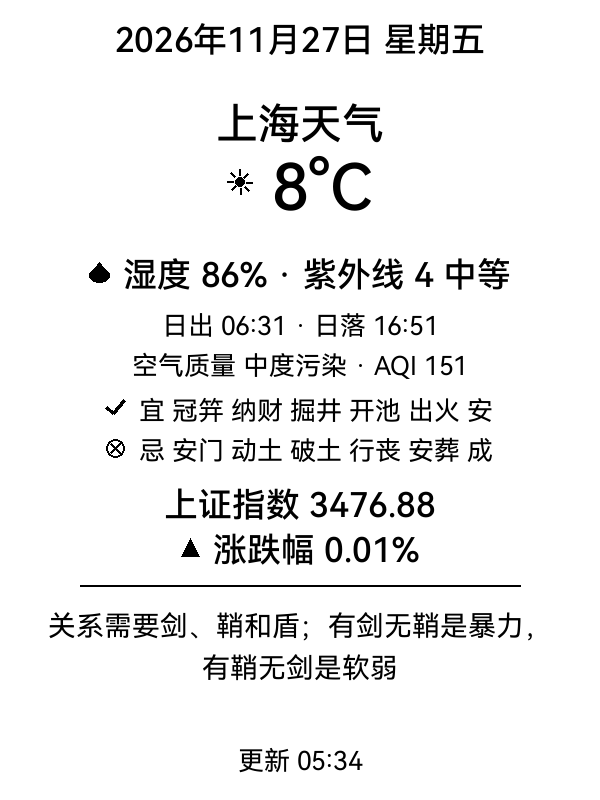 2026年11月27日 星期五
上海天气
8°C
湿度 86% · 紫外线 4 中等
日出 06:31 · 日落 16:51
空气质量 中度污染 · AQI 151
宜 冠笄 纳财 掘井 开池 出火 安
忌 安门 动土 破土 行丧 安葬 成
上证指数 3476.88
▲ 涨跌幅 0.01%
关系需要剑、鞘和盾；有剑无鞘是暴力，
有鞘无剑是软弱
更新 05:34